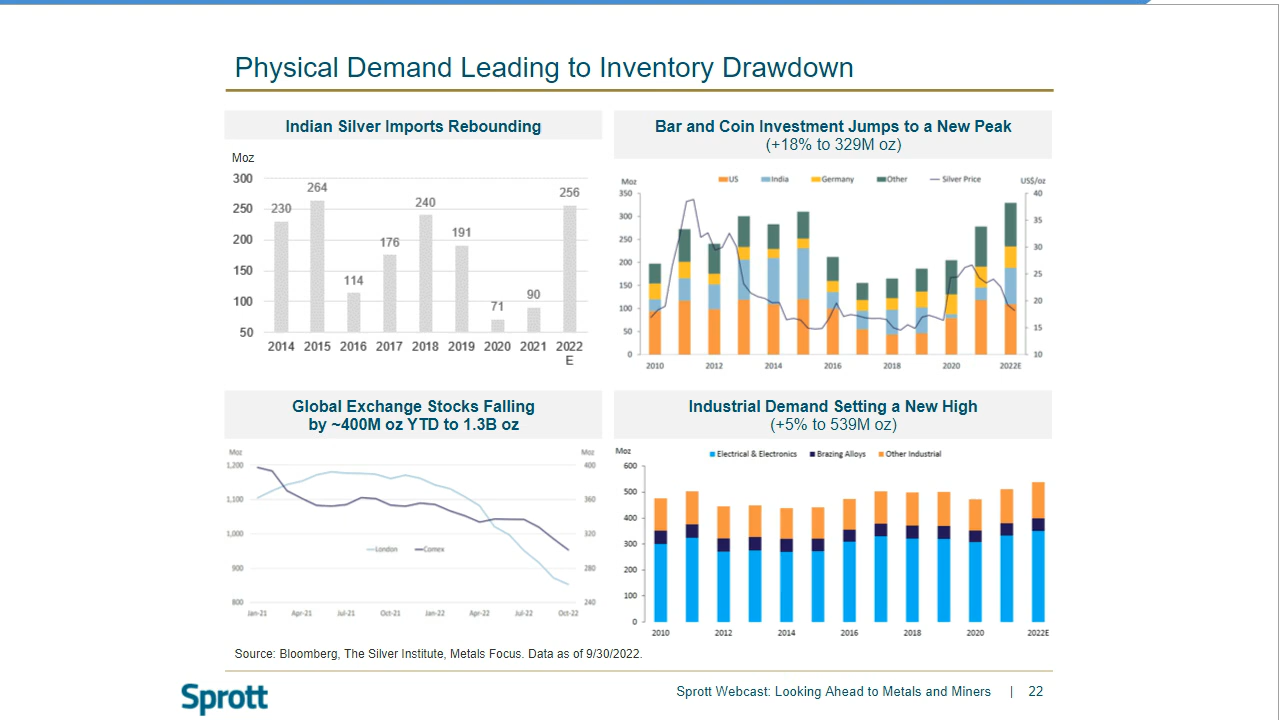 Physical Demand Leading to Inventory Drawdown
Indian Silver Imports Rebounding
Moz
300
250
200
150
100
50
230
264
114
176
240
191
71
90
256
2014 2015 2016 2017 2018 2019 2020 2021 2022
E
Bar and Coin Investment Jumps to a New Peak
(+18% to 329M oz)
Moz
US India Germany Other Silver Price
US$/oz
350
300
250
200
150
100
50
0
40
35
30
25
20
15
10
2010 2012 2014 2016 2018 2020 2022E
Global Exchange Stocks Falling
by ~400M oz YTD to 1.3B oz
Moz
Moz
1,200
1,100
1,000
900
800
400
360
320
280
240
London Comex
Jan-21 Apr-21 Jul-21 Oct-21 Jan-22 Apr-22 Jul-22 Oct-22
Industrial Demand Setting a New High
(+5% to 539M oz)
Moz
Electrical & Electronics Brazing Alloys Other Industrial
600
500
400
300
200
100
0
2010 2012 2014 2016 2018 2020 2022E
Source: Bloomberg, The Silver Institute, Metals Focus. Data as of 9/30/2022.
Sprott
Sprott Webcast: Looking Ahead to Metals and Miners | 22